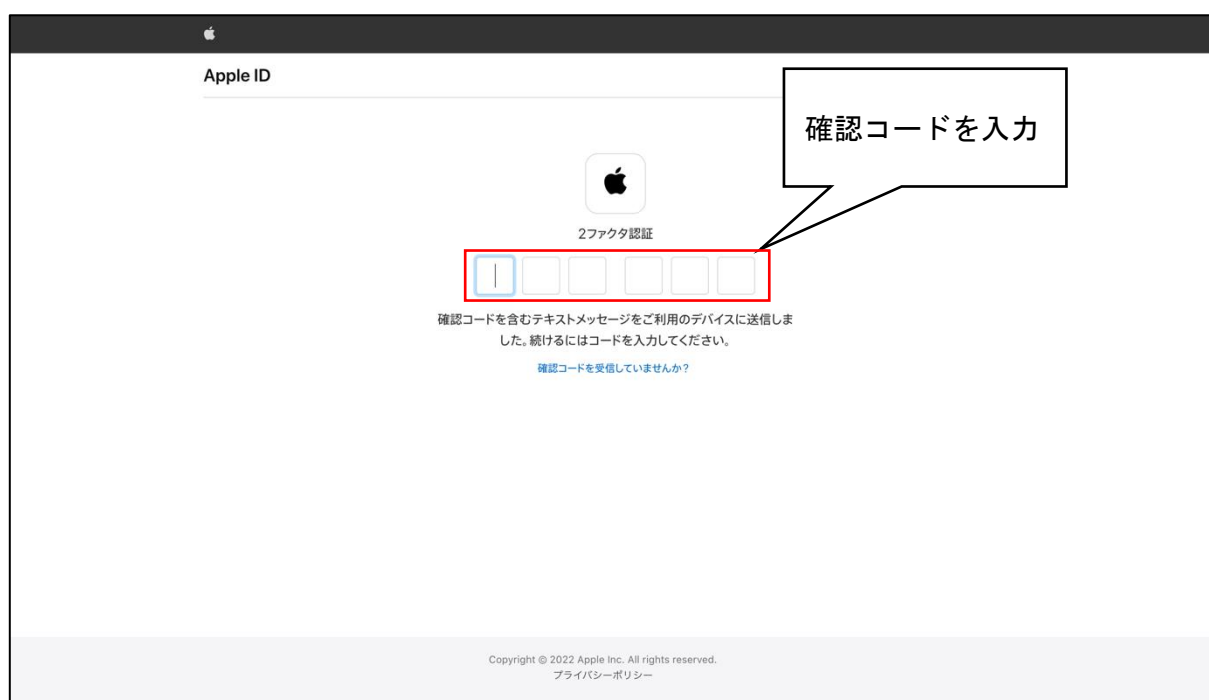 Apple ID
確認コードを入力
2ファクタ認証
確認コードを含むテキストメッセージをご利用のデバイスに送信しま
した。続けるにはコードを入力してください。
確認コードを受信していませんか？
Copyright © 2022 Apple Inc. All rights reserved.
プライバシーポリシー